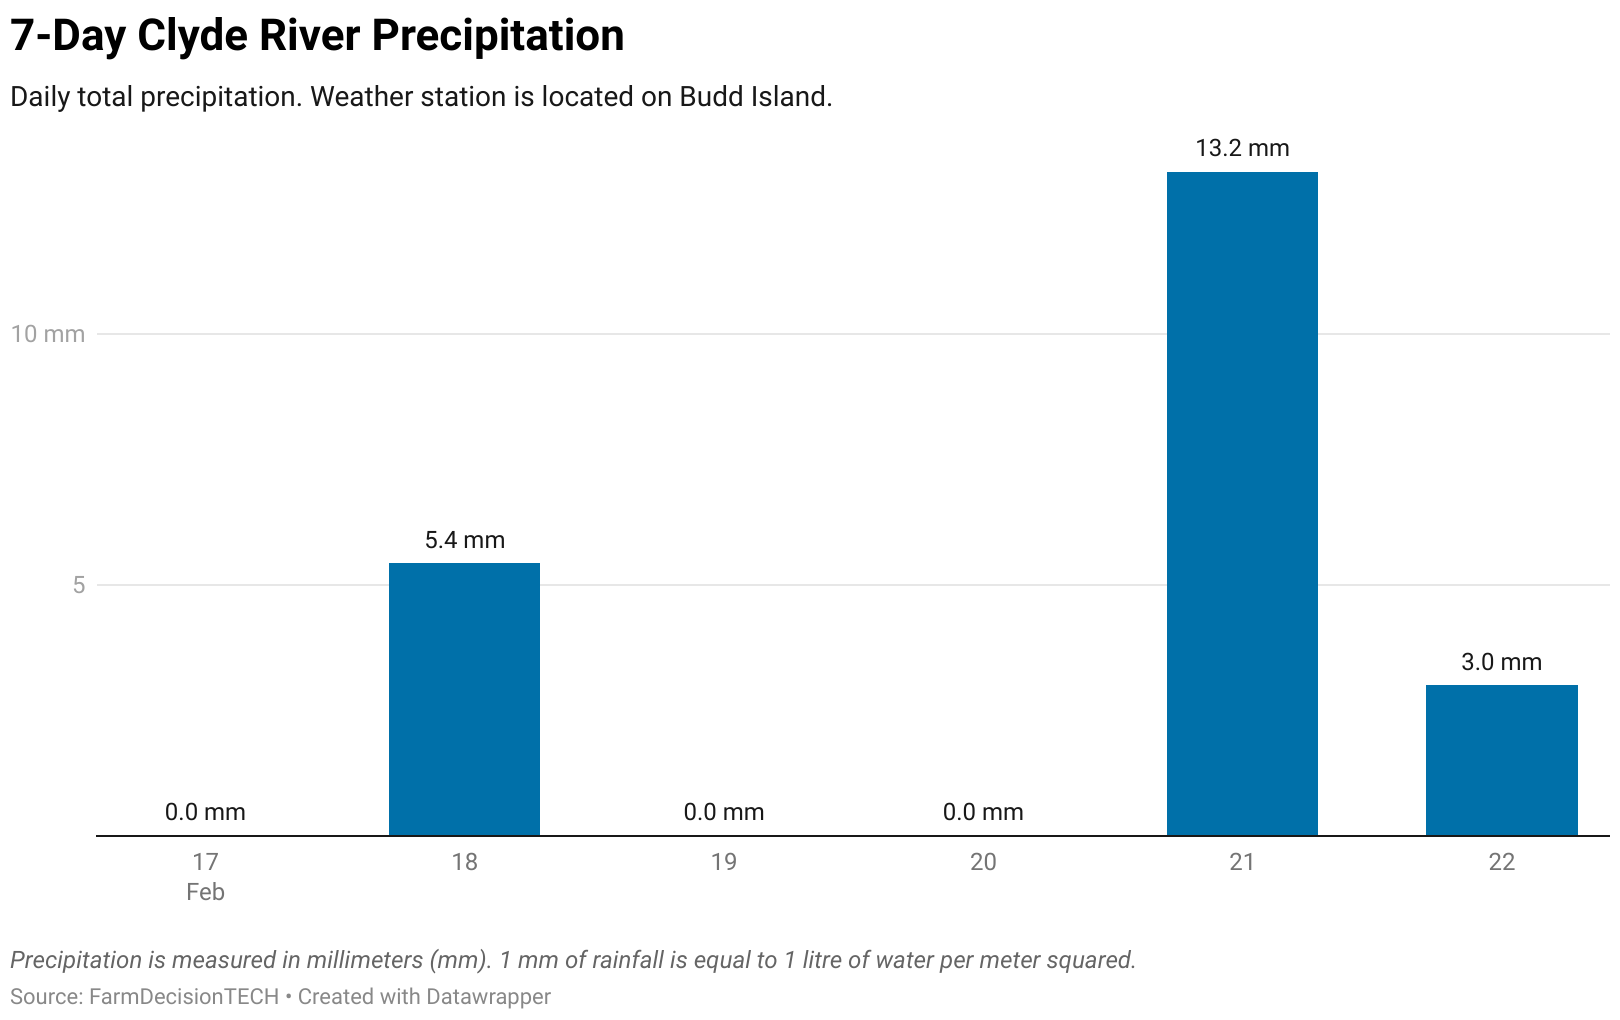 7-Day Clyde River Precipitation
Daily total precipitation. Weather station is located on Budd Island.
13.2 mm
10 mm
5.4 mm
5
3.0 mm
0.0 mm
0.0 mm
0.0 mm
17
18
19
20
21
22
Feb
Precipitation is measured in millimeters (mm). 1 mm of rainfall is equal to 1 litre of water per meter squared.
Source: FarmDecisionTECH • Created with Datawrapper